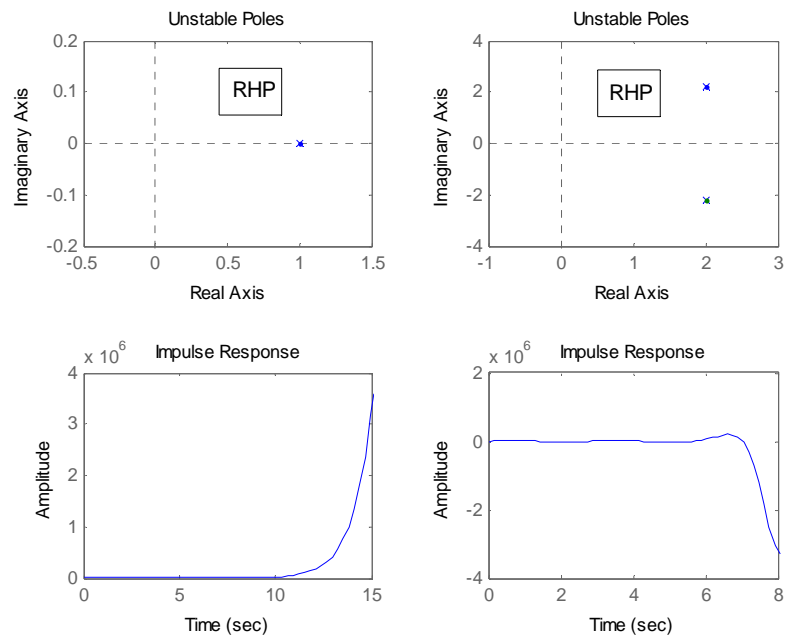 Unstable Poles
0.2
0.1
0
-0.1
-0.2
Imaginary Axis
RHP
-0.5 0 0.5 1 1.5
Real Axis
Unstable Poles
4
2
0
-2
-4
Imaginary Axis
RHP
-1 0 1 2 3
Real Axis
x 10^6
Impulse Response
4
3
2
1
0
Amplitude
0 5 10 15
Time (sec)
x 10^6
Impulse Response
2
0
-2
-4
Amplitude
0 2 4 6 8
Time (sec)